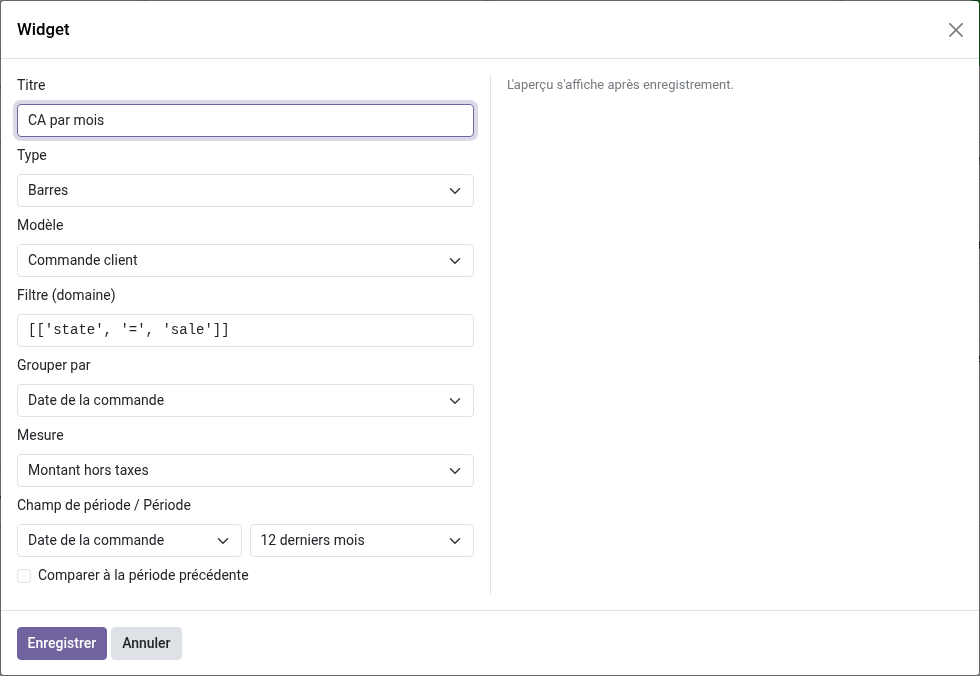 Widget
Titre
CA par mois
Type
Barres
Modèle
Commande client
Filtre (domaine)
[['state', '=', 'sale']]
Grouper par
Date de la commande
Mesure
Montant hors taxes
Champ de période / Période
Date de la commande
12 derniers mois
Comparer à la période précédente
L'aperçu s'affiche après enregistrement.
Enregistrer
Annuler